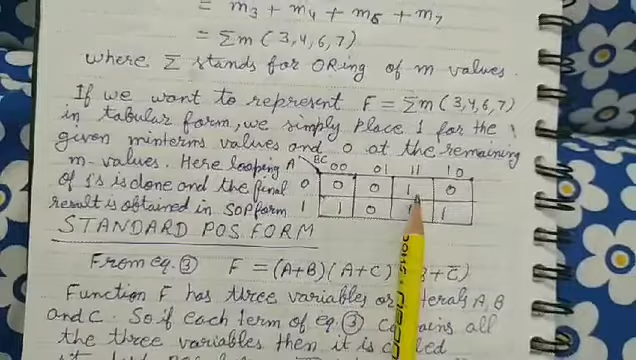 = m3 + m4 + m6 + m7
= Σm (3,4,6,7)
where Σ stands for ORing of m values.
If we want to represent F = Σm (3,4,6,7)
in tabular form, we simply place 1 for the
given minterms values and 0 at the remaining
m-values. Here looping A BC 00 01 11 10
of 1's is done and the final 0 0 0 1 0
result is obtained in SOP form 1 1 0 1 1
STANDARD POS FORM
From eq. ③ F = (A+B) (A+C) B + C̅)
Function F has three variables or A, B
and C. So if each term of eq. ③ all
the three variables then it is called